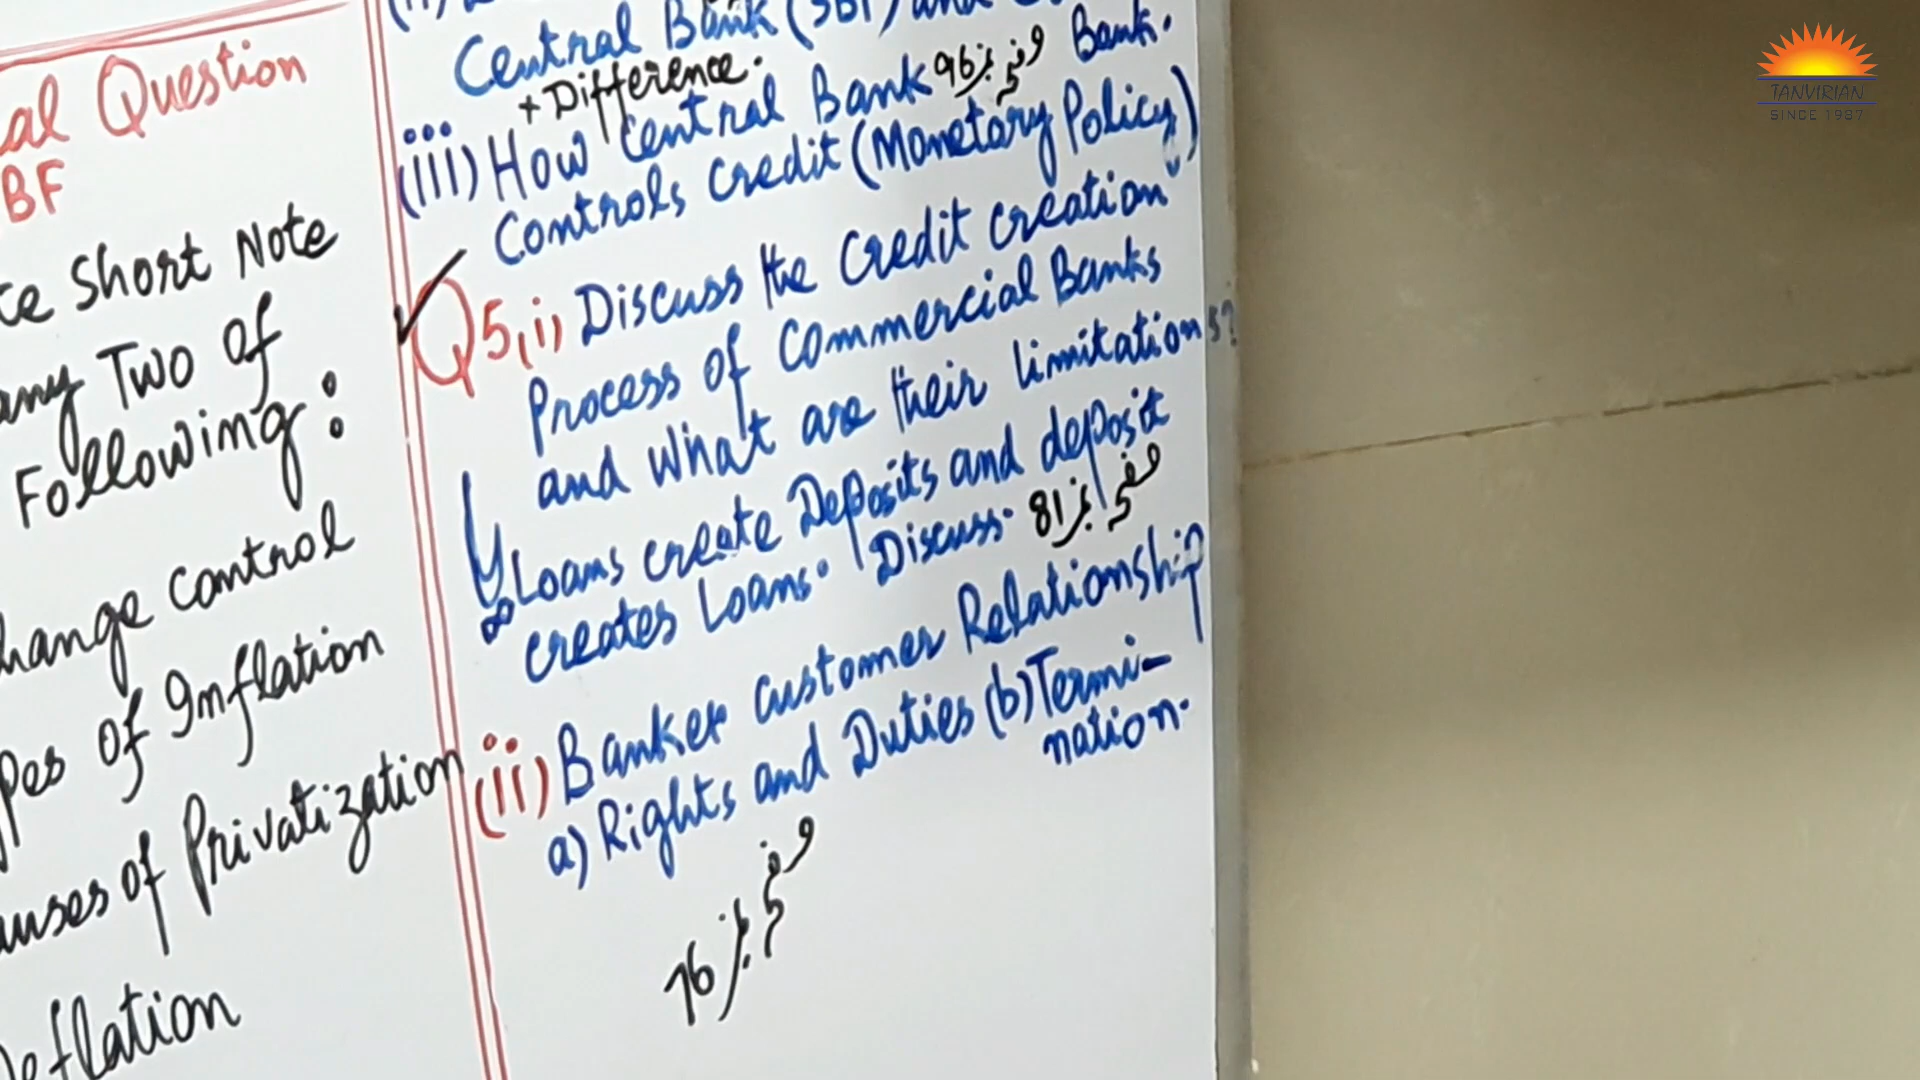 al Question
BF
te Short Note
any Two of
Following:
hange control
pes of Inflation
auses of Privatization
eflation
Central Bank (SBP) and
+ Difference. صفحہ نمبر 96 Bank.
(iii) How Central Bank
Controls credit (Monetary Policy)
Q5,(i) Discuss the Credit creation
Process of Commercial Banks
and what are their limitations?
Loans create Deposits and deposit
creates Loans. Discuss. صفحہ نمبر 81
(ii) Banker customer Relationship
a) Rights and Duties (b) Termi-
nation.
صفحہ نمبر 76
TANVIRIAN
SINCE 1987